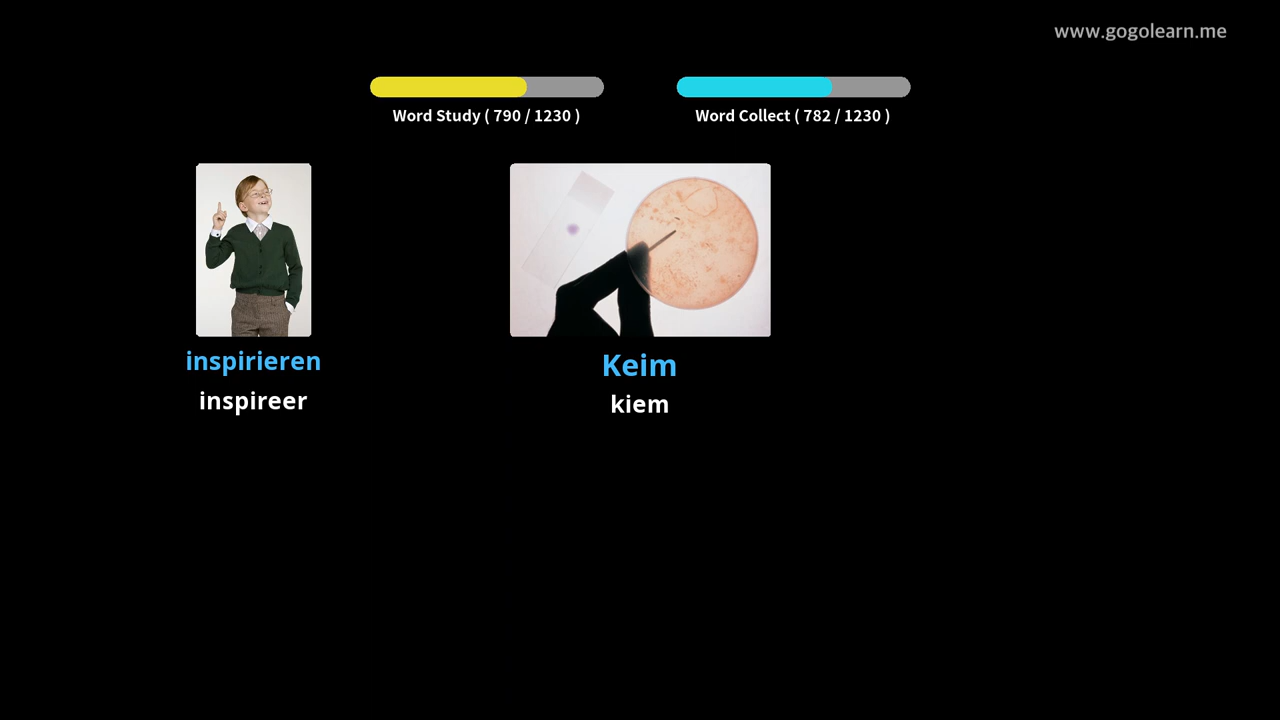 www.gogolearn.me
Word Study ( 790 / 1230 )
Word Collect ( 782 / 1230 )
inspirieren
inspireer
Keim
kiem